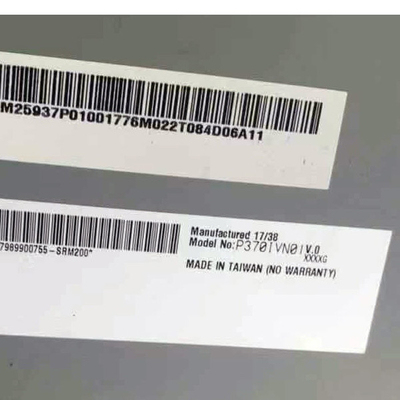 M25937P01001776M022T084D06A11
Manufactured 17/38
Model No: P370IVN01 V.0
XXXXG
7989900755-SRM200*
MADE IN TAIWAN (NO WARRANTY)